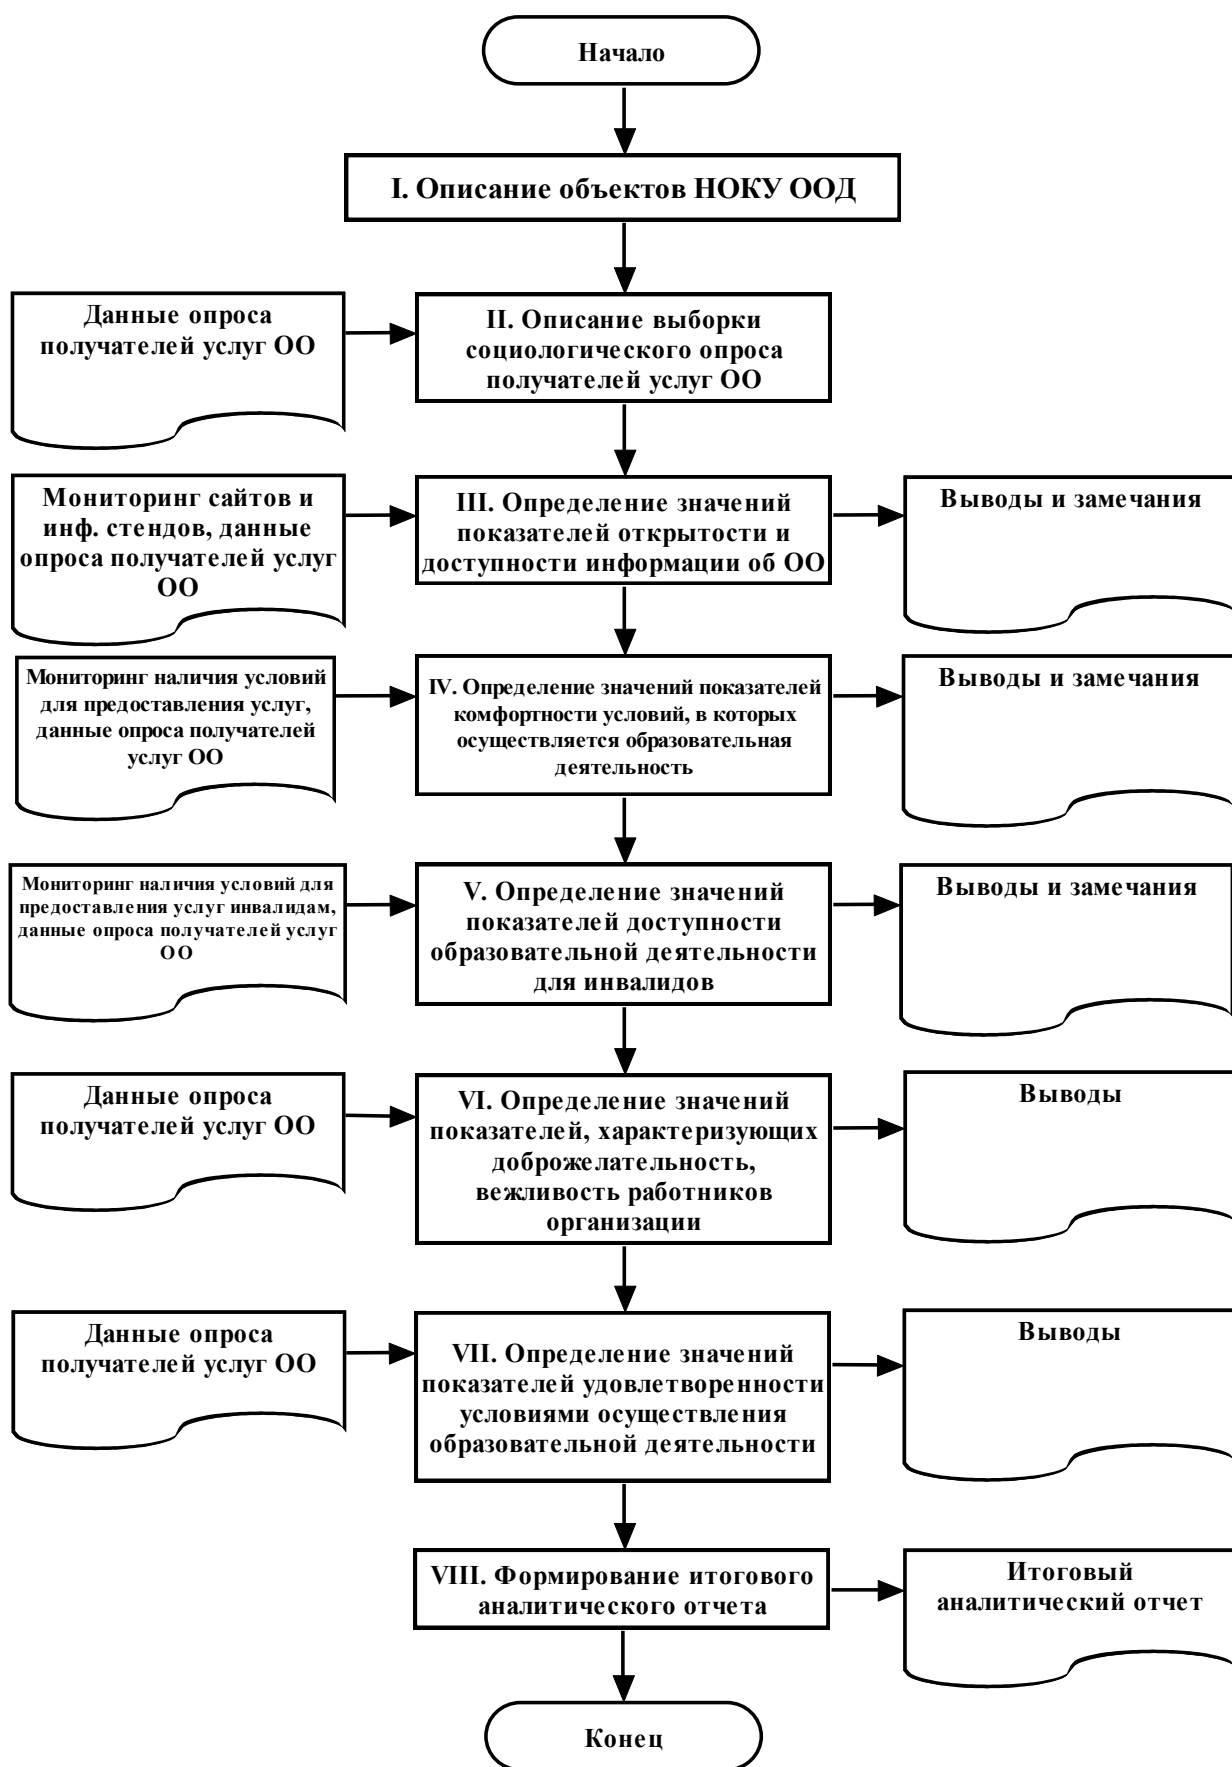 Начало
I. Описание объектов НОКУ ООД
Данные опроса
получателей услуг ОО
II. Описание выборки
социологического опроса
получателей услуг ОО
Мониторинг сайтов и
инф. стендов, данные
опроса получателей услуг
ОО
III. Определение значений
показателей открытости и
доступности информации об ОО
Выводы и замечания
Мониторинг наличия условий
для предоставления услуг,
данные опроса получателей
услуг ОО
IV. Определение значений показателей
комфортности условий, в которых
осуществляется образовательная
деятельность
Выводы и замечания
Мониторинг наличия условий для
предоставления услуг инвалидам,
данные опроса получателей услуг
ОО
V. Определение значений
показателей доступности
образовательной деятельности
для инвалидов
Выводы и замечания
Данные опроса
получателей услуг ОО
VI. Определение значений
показателей, характеризующих
доброжелательность,
вежливость работников
организации
Выводы
Данные опроса
получателей услуг ОО
VII. Определение значений
показателей удовлетворенности
условиями осуществления
образовательной деятельности
Выводы
VIII. Формирование итогового
аналитического отчета
Итоговый
аналитический отчет
Конец